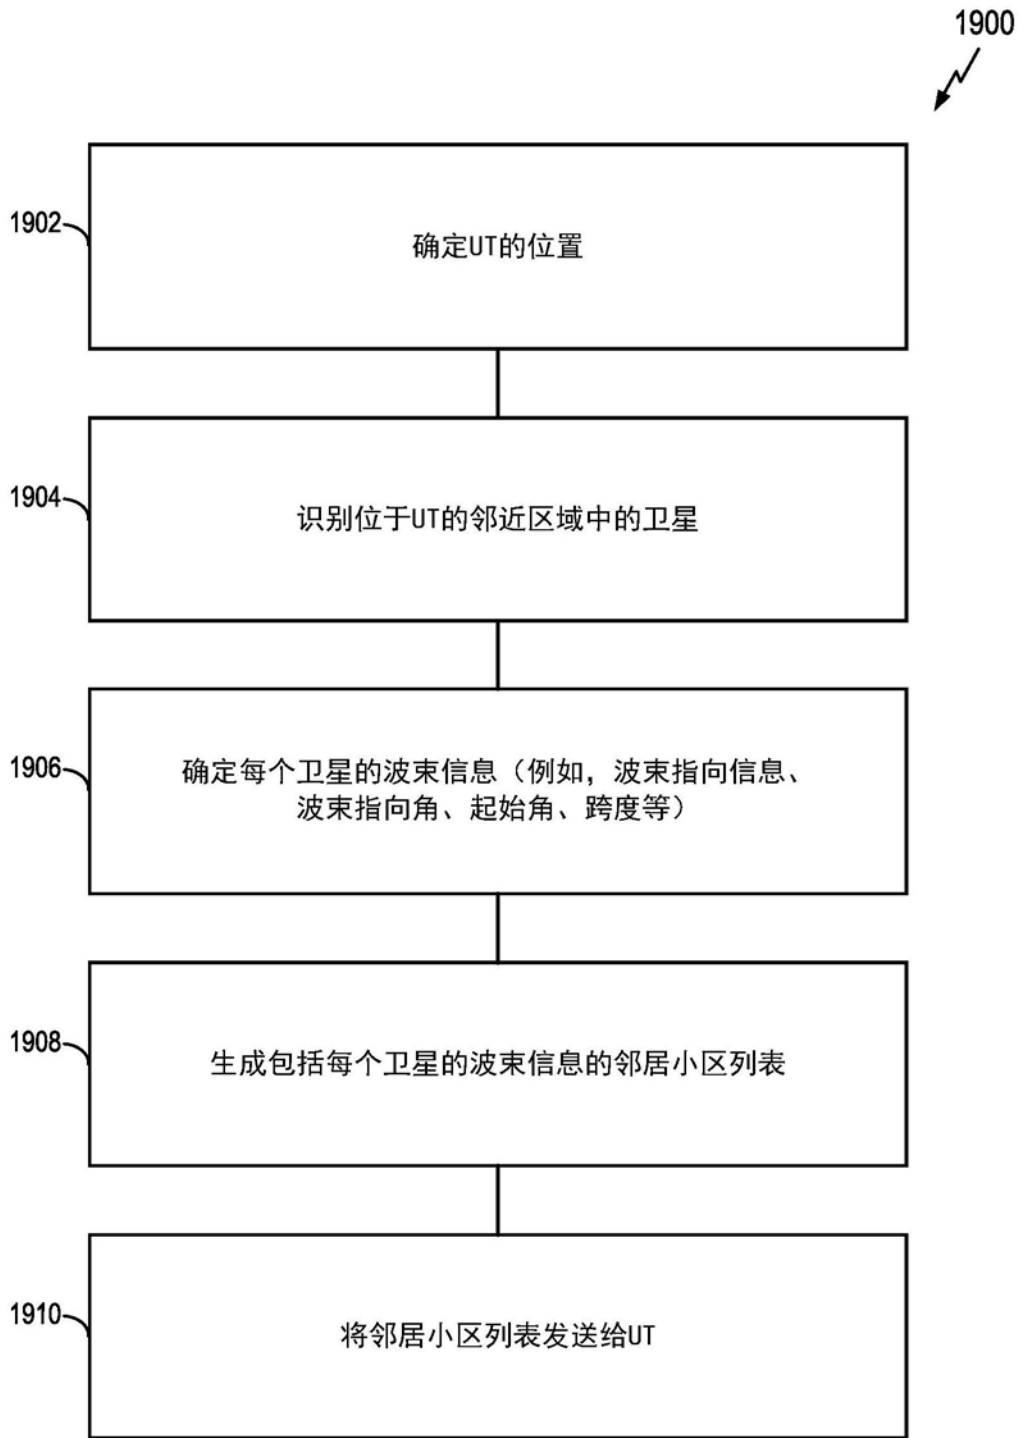 1900
1902
确定UT的位置
1904
识别位于UT的邻近区域中的卫星
1906
确定每个卫星的波束信息（例如，波束指向信息、
波束指向角、起始角、跨度等）
1908
生成包括每个卫星的波束信息的邻居小区列表
1910
将邻居小区列表发送给UT